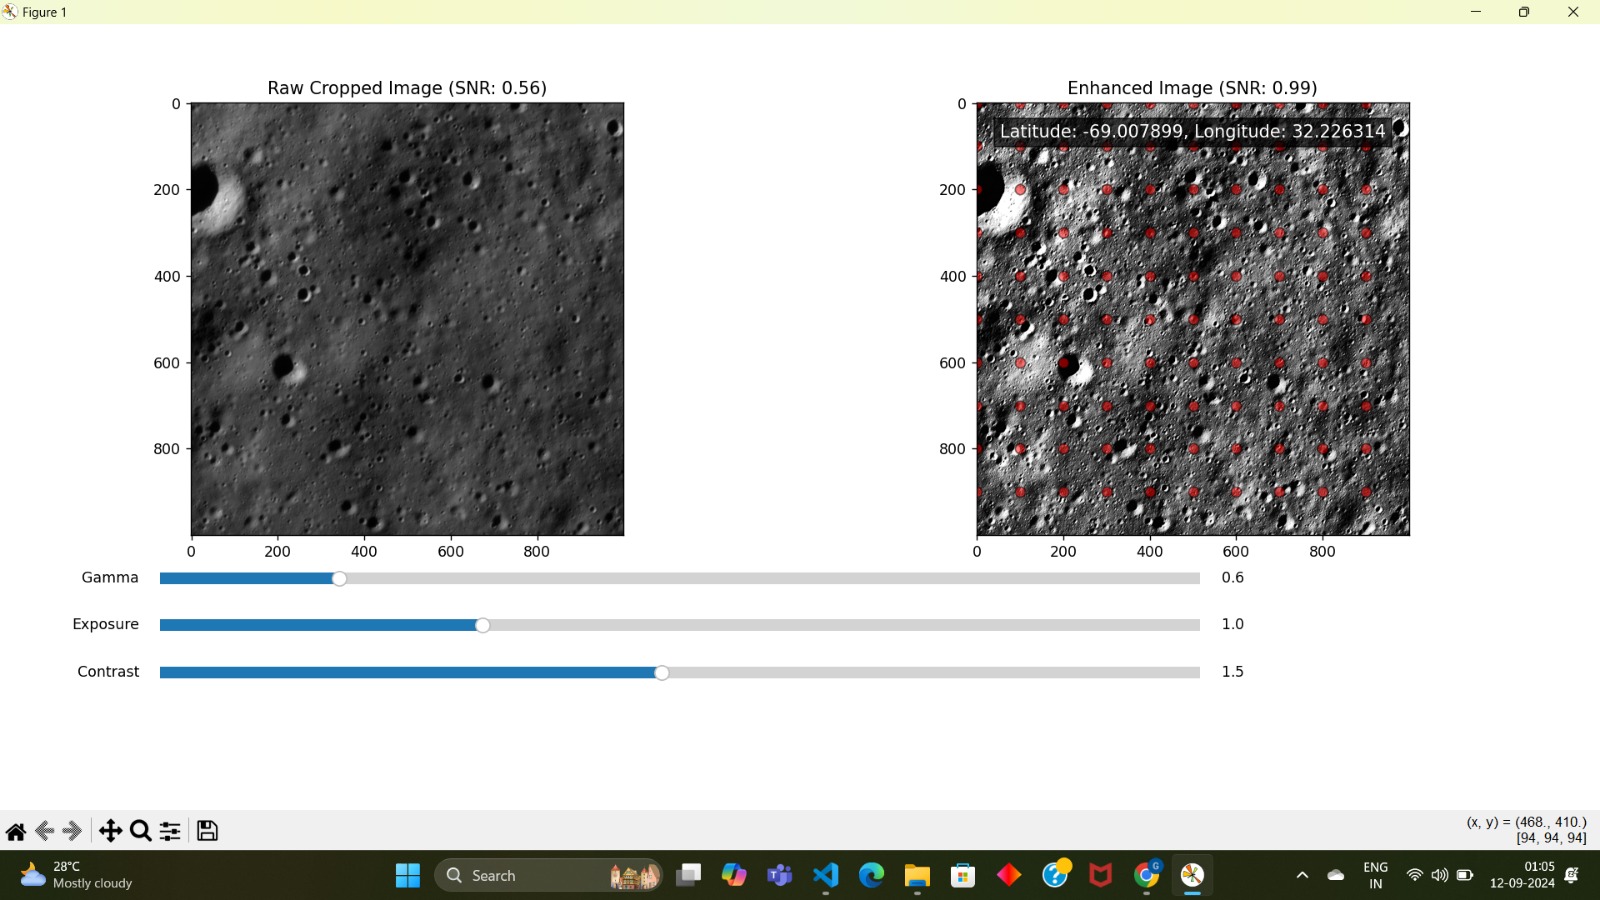 Figure 1
Raw Cropped Image (SNR: 0.56)
Enhanced Image (SNR: 0.99)
Latitude: -69.007899, Longitude: 32.226314
0
200
400
600
800
0
200
400
600
800
0 200 400 600 800
0 200 400 600 800
Gamma 0.6
Exposure 1.0
Contrast 1.5
(x, y) = (468., 410.)
[94, 94, 94]
28°C
Mostly cloudy
Search
ENG
IN
01:05
12-09-2024